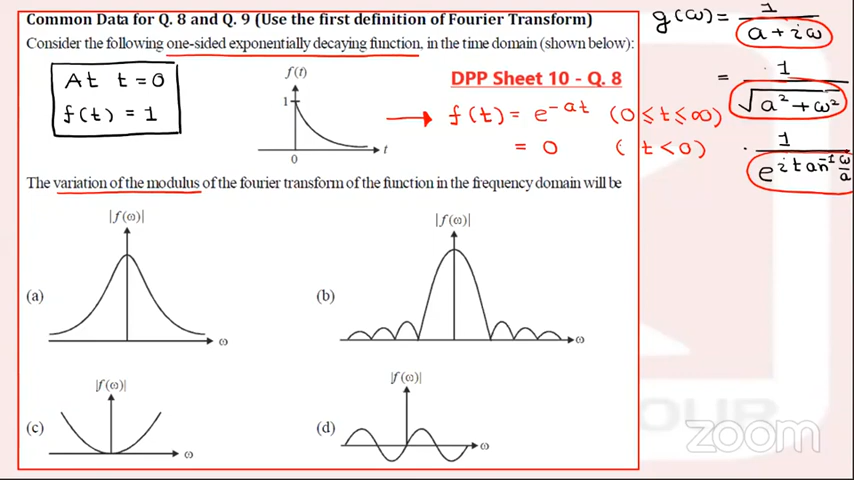 Common Data for Q. 8 and Q. 9 (Use the first definition of Fourier Transform)
Consider the following one-sided exponentially decaying function, in the time domain (shown below):
At t = 0
f(t) = 1
f(t)
1
0
t
DPP Sheet 10 - Q. 8
f(t) = e^{-at} (0 ≤ t ≤ ∞)
= 0 ( t < 0)
g(ω) = 1 / (a + iω)
= 1 / √(a² + ω²)
· 1 / e^{i tan⁻¹ ω/a}
The variation of the modulus of the fourier transform of the function in the frequency domain will be
(a)
|f(ω)|
ω
(b)
|f(ω)|
ω
(c)
|f(ω)|
ω
(d)
|f(ω)|
ω
OUR
zoom